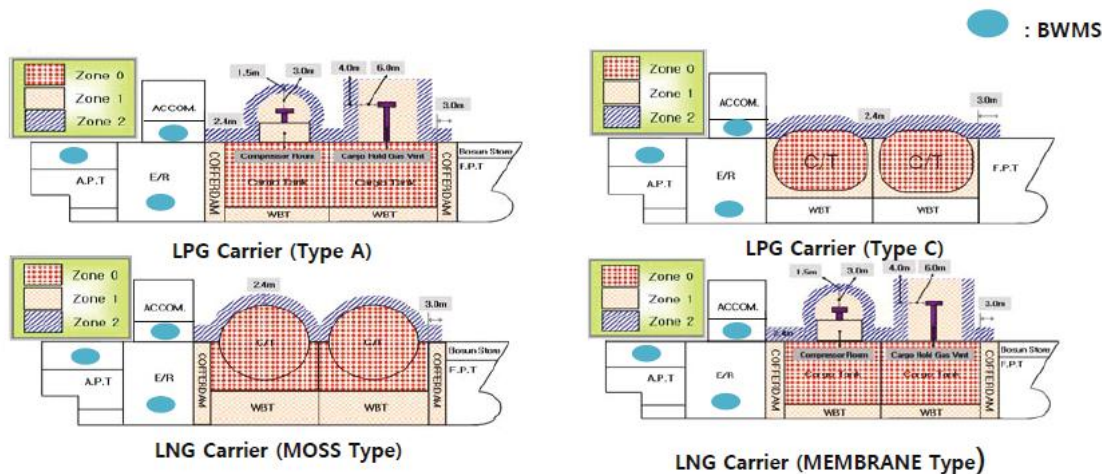 : BWMS
Zone 0
Zone 1
Zone 2
ACCOM.
1.5m
3.0m
4.0m
6.0m
2.4m
3.0m
A.P.T
E/R
COFFERDAM
Compressor Room
Cargo Hold Gas Vent
Cargo Tank
Cargo Tank
WBT
WBT
COFFERDAM
Bosun Store
F.P.T
LPG Carrier (Type A)
Zone 0
Zone 1
Zone 2
ACCOM.
2.4m
3.0m
A.P.T
E/R
C/T
C/T
WBT
WBT
F.P.T
LPG Carrier (Type C)
Zone 0
Zone 1
Zone 2
ACCOM.
2.4m
3.0m
A.P.T
E/R
COFFERDAM
C/T
C/T
WBT
WBT
COFFERDAM
Bosun Store
F.P.T
LNG Carrier (MOSS Type)
Zone 0
Zone 1
Zone 2
ACCOM.
1.5m
3.0m
4.0m
6.0m
2.4m
3.0m
A.P.T
E/R
COFFERDAM
Compressor Room
Cargo Hold Gas Vent
Cargo Tank
Cargo Tank
WBT
WBT
COFFERDAM
Bosun Store
F.P.T
LNG Carrier (MEMBRANE Type)